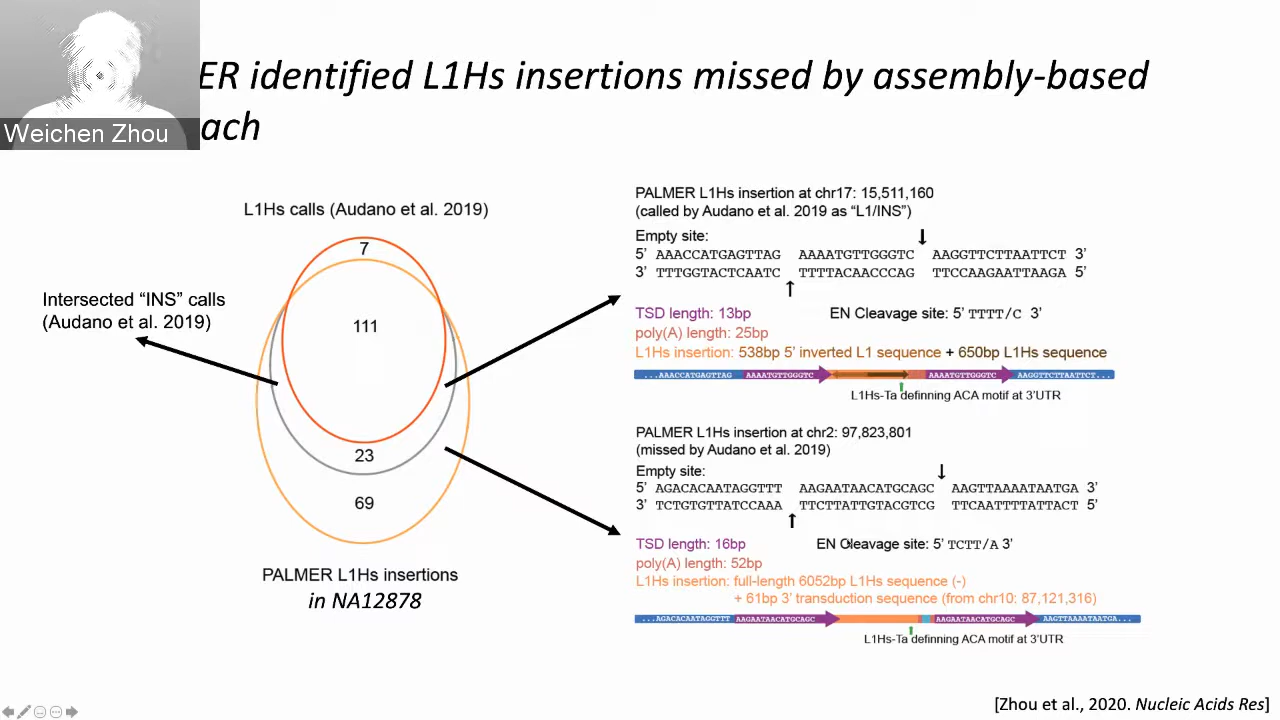 ER identified L1Hs insertions missed by assembly-based
Weichen Zhou
ach
L1Hs calls (Audano et al. 2019)
7
111
23
69
Intersected “INS” calls
(Audano et al. 2019)
PALMER L1Hs insertions
in NA12878
PALMER L1Hs insertion at chr17: 15,511,160
(called by Audano et al. 2019 as “L1/INS”)
Empty site:
5’ AAACCATGAGTTAG AAAATGTTGGGTC AAGGTTCTTAATTCT 3’
3’ TTTGGTACTCAATC TTTTACAACCCAG TTCCAAGAATTAAGA 5’
TSD length: 13bp
EN Cleavage site: 5’ TTTT/C 3’
poly(A) length: 25bp
L1Hs insertion: 538bp 5’ inverted L1 sequence + 650bp L1Hs sequence
...AAACCATGAGTTAG AAAATGTTGGGTC AAAATGTTGGGTC AAGGTTCTTAATTCT...
L1Hs-Ta definning ACA motif at 3’UTR
PALMER L1Hs insertion at chr2: 97,823,801
(missed by Audano et al. 2019)
Empty site:
5’ AGACACAATAGGTTT AAGAATAACATGCAGC AAGTTAAAATAATGA 3’
3’ TCTGTGTTATCCAAA TTCTTATTGTACGTCG TTCAATTTTATTACT 5’
TSD length: 16bp
EN Cleavage site: 5’ TCTT/A 3’
poly(A) length: 52bp
L1Hs insertion: full-length 6052bp L1Hs sequence (-)
+ 61bp 3’ transduction sequence (from chr10: 87,121,316)
...AGACACAATAGGTTT AAGAATAACATGCAGC AAGAATAACATGCAGC AAGTTAAAATAATGA...
L1Hs-Ta definning ACA motif at 3’UTR
[Zhou et al., 2020. Nucleic Acids Res]